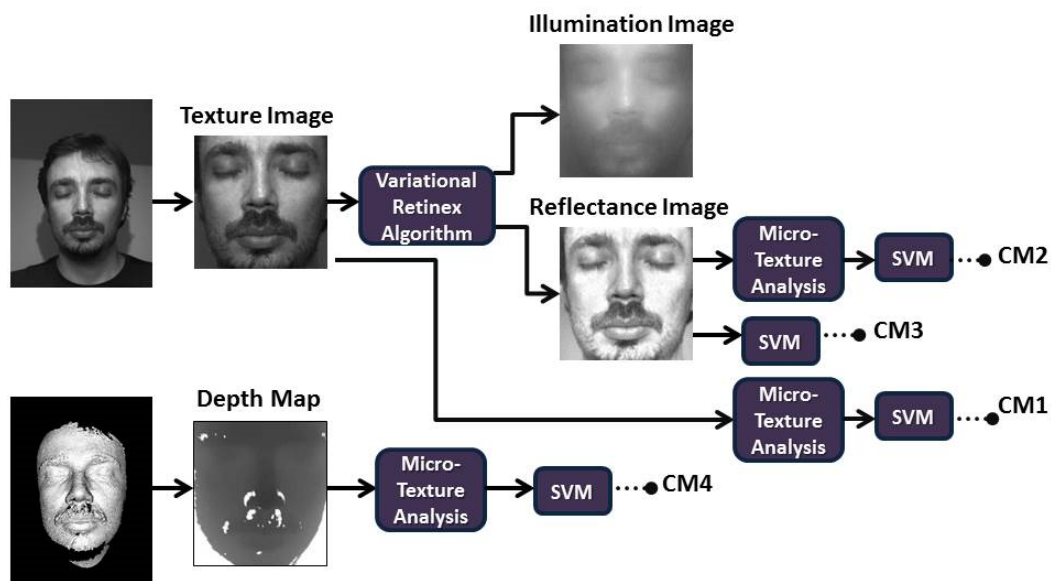 Illumination Image
Texture Image
Variational
Retinex
Algorithm
Reflectance Image
Micro-
Texture
Analysis
SVM
CM2
SVM
CM3
Micro-
Texture
Analysis
SVM
CM1
Depth Map
Micro-
Texture
Analysis
SVM
CM4